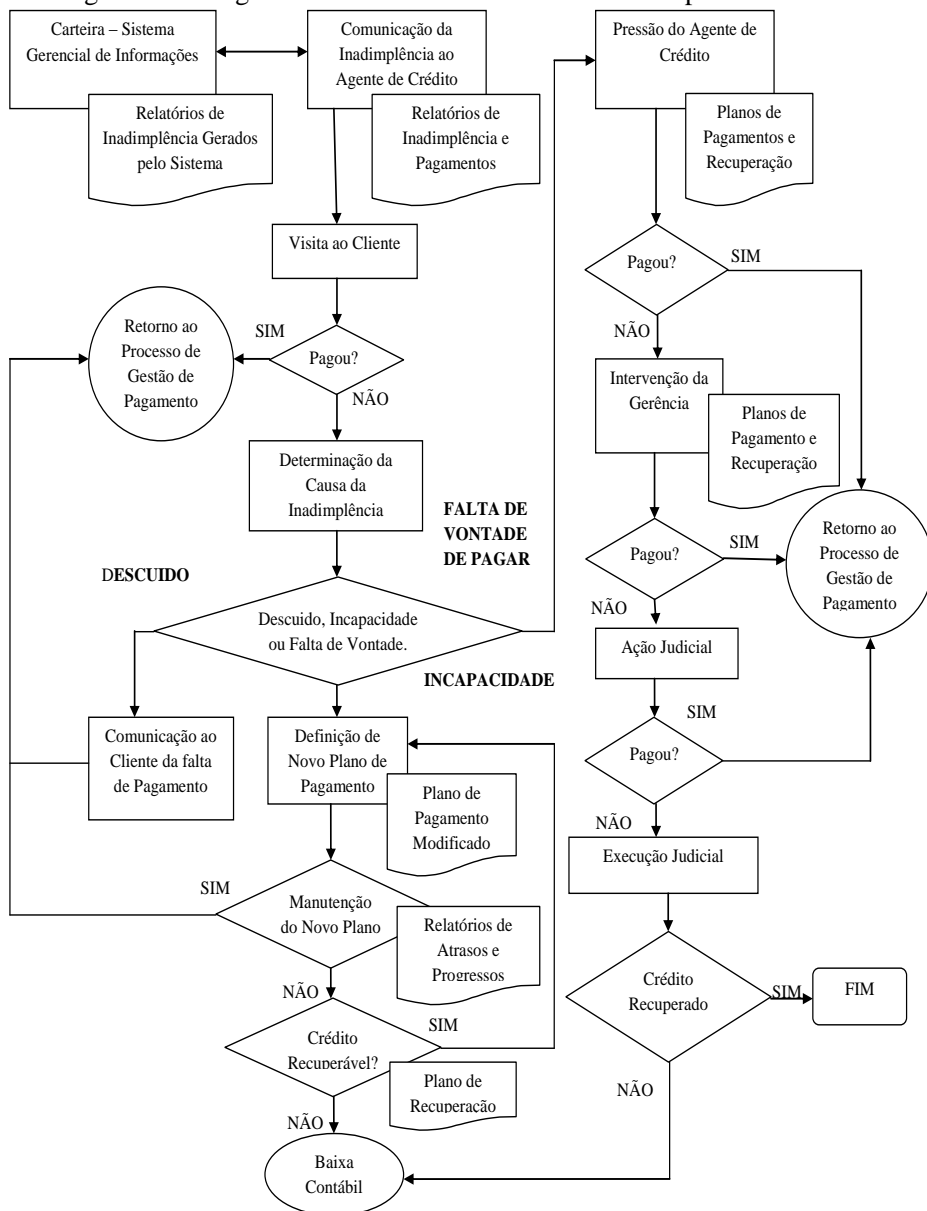 Carteira – Sistema
Gerencial de Informações
Relatórios de
Inadimplência Gerados
pelo Sistema
Comunicação da
Inadimplência ao
Agente de Crédito
Relatórios de
Inadimplência e
Pagamentos
Visita ao Cliente
Pagou?
SIM
Retorno ao
Processo de
Gestão de
Pagamento
NÃO
Determinação da
Causa da
Inadimplência
FALTA DE
VONTADE
DE PAGAR
DESCUIDO
Descuido, Incapacidade
ou Falta de Vontade.
INCAPACIDADE
Comunicação ao
Cliente da falta
de Pagamento
Definição de
Novo Plano de
Pagamento
Plano de
Pagamento
Modificado
SIM
Manutenção
do Novo Plano
Relatórios de
Atrasos e
Progressos
NÃO
Crédito
Recuperável?
SIM
Plano de
Recuperação
NÃO
Baixa
Contábil
Pressão do Agente de
Crédito
Planos de
Pagamentos e
Recuperação
Pagou?
SIM
NÃO
Intervenção da
Gerência
Planos de
Pagamento e
Recuperação
Pagou?
SIM
Retorno ao
Processo de
Gestão de
Pagamento
NÃO
Ação Judicial
SIM
Pagou?
NÃO
Execução Judicial
Crédito
Recuperado
SIM
FIM
NÃO